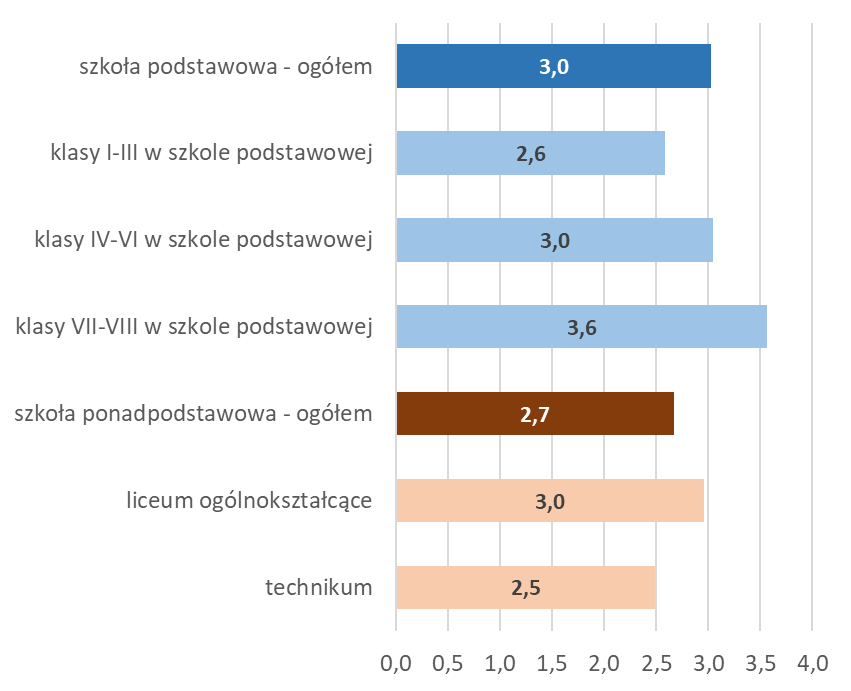 szkoła podstawowa - ogółem 3,0
klasy I-III w szkole podstawowej 2,6
klasy IV-VI w szkole podstawowej 3,0
klasy VII-VIII w szkole podstawowej 3,6
szkoła ponadpodstawowa - ogółem 2,7
liceum ogólnokształcące 3,0
technikum 2,5
0,0 0,5 1,0 1,5 2,0 2,5 3,0 3,5 4,0